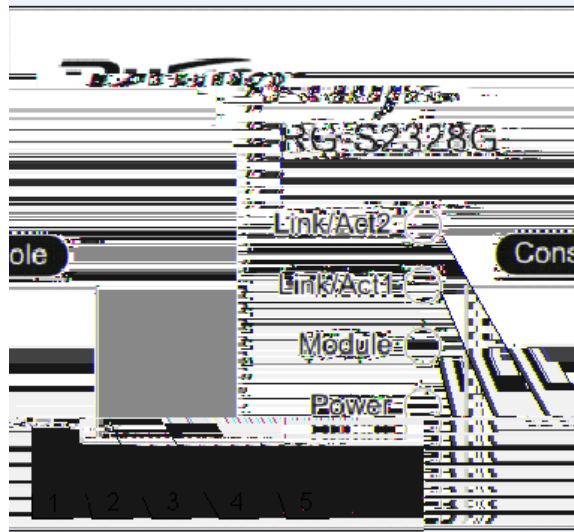 RG-S2328G
Link/Act2
ole
Cons
Link/Act1
Module
Power
1 2 3 4 5